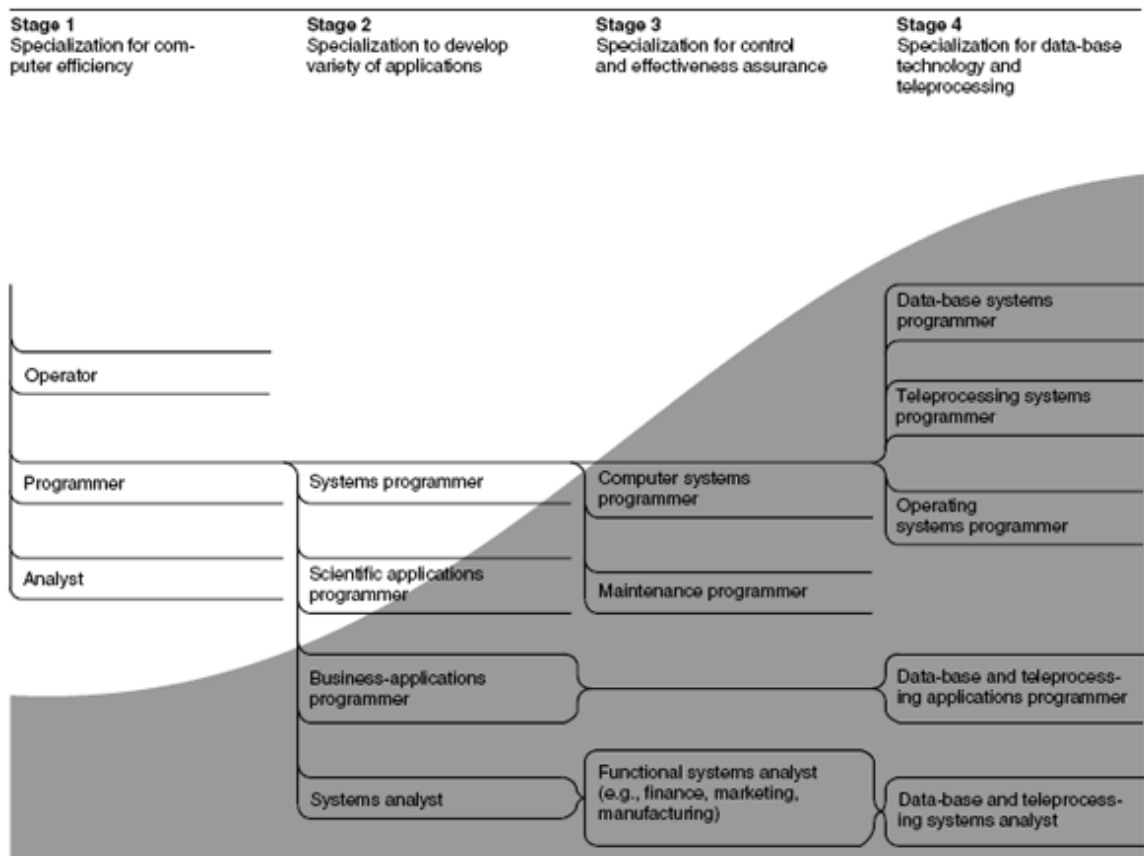 Stage 1
Specialization for com-
puter efficiency
Stage 2
Specialization to develop
variety of applications
Stage 3
Specialization for control
and effectiveness assurance
Stage 4
Specialization for data-base
technology and
teleprocessing
Operator
Programmer
Analyst
Systems programmer
Scientific applications
programmer
Business-applications
programmer
Systems analyst
Computer systems
programmer
Maintenance programmer
Functional systems analyst
(e.g., finance, marketing,
manufacturing)
Data-base systems
programmer
Teleprocessing systems
programmer
Operating
systems programmer
Data-base and teleprocess-
ing applications programmer
Data-base and teleprocess-
ing systems analyst